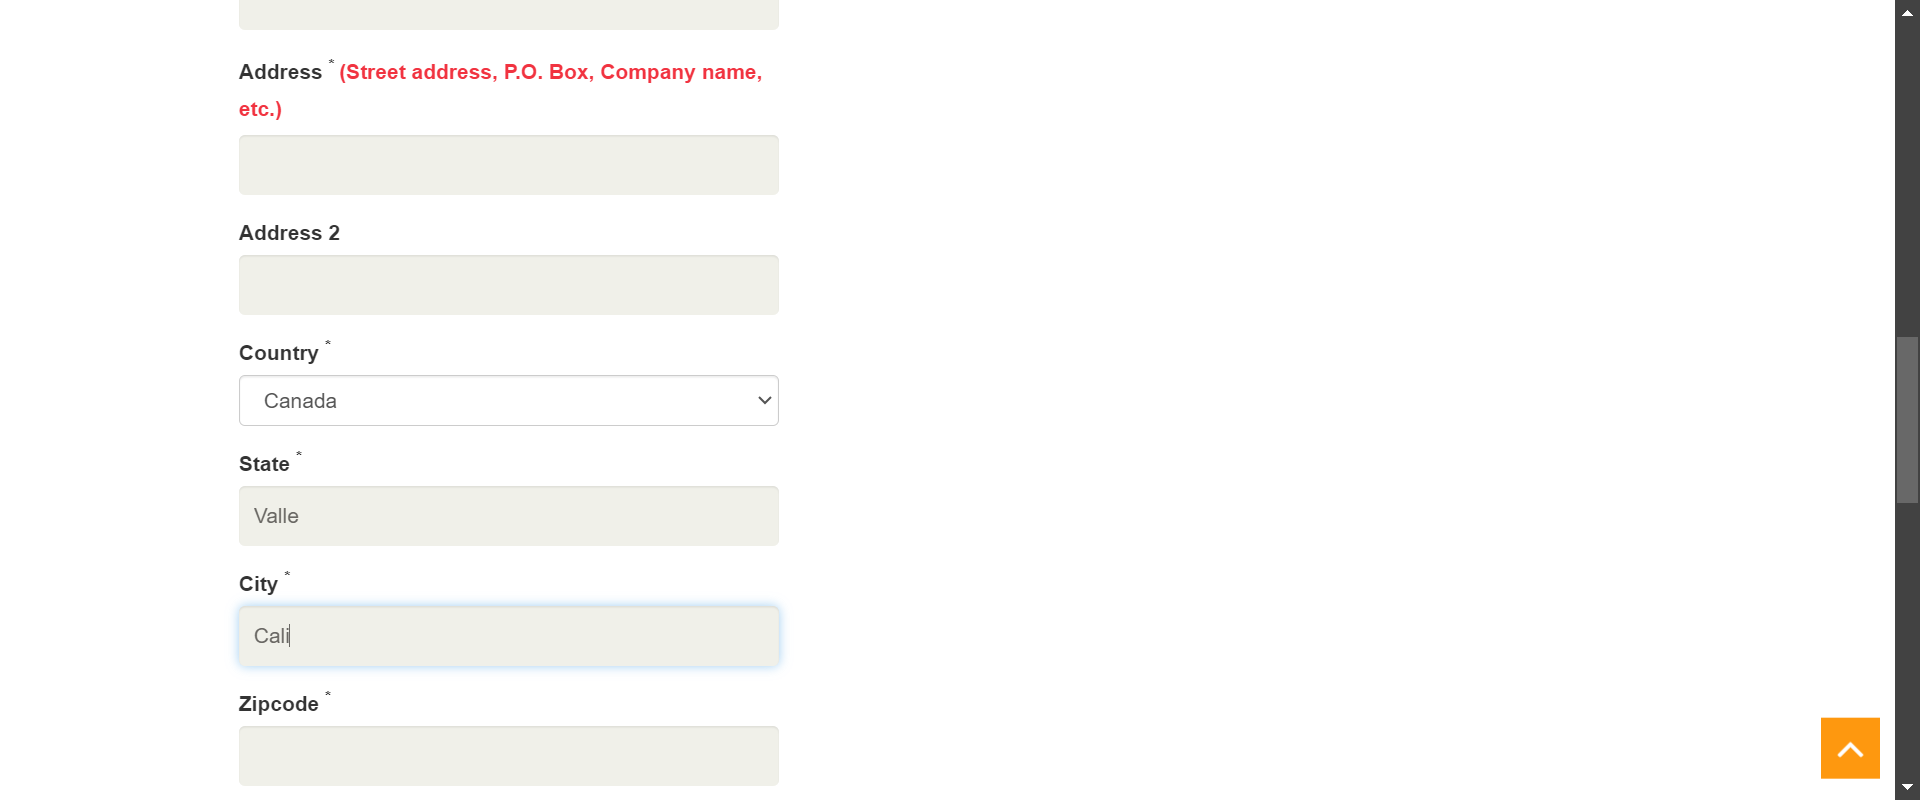 Address * (Street address, P.O. Box, Company name,
etc.)
Address 2
Country *
Canada
State *
Valle
City *
Cali
Zipcode *